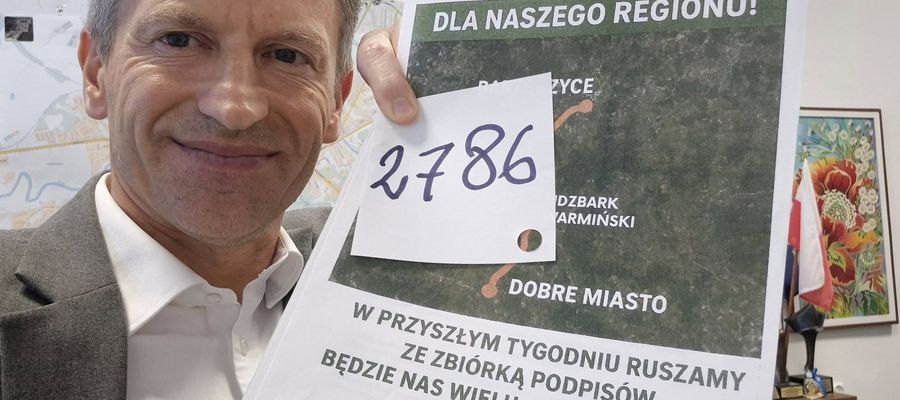 DLA NASZEGO REGIONU!
2786
DOBRE MIASTO
W PRZYSZŁYM TYGODNIU RUSZAMY
ZE ZBIÓRKĄ PODPISÓW
BĘDZIE NAS